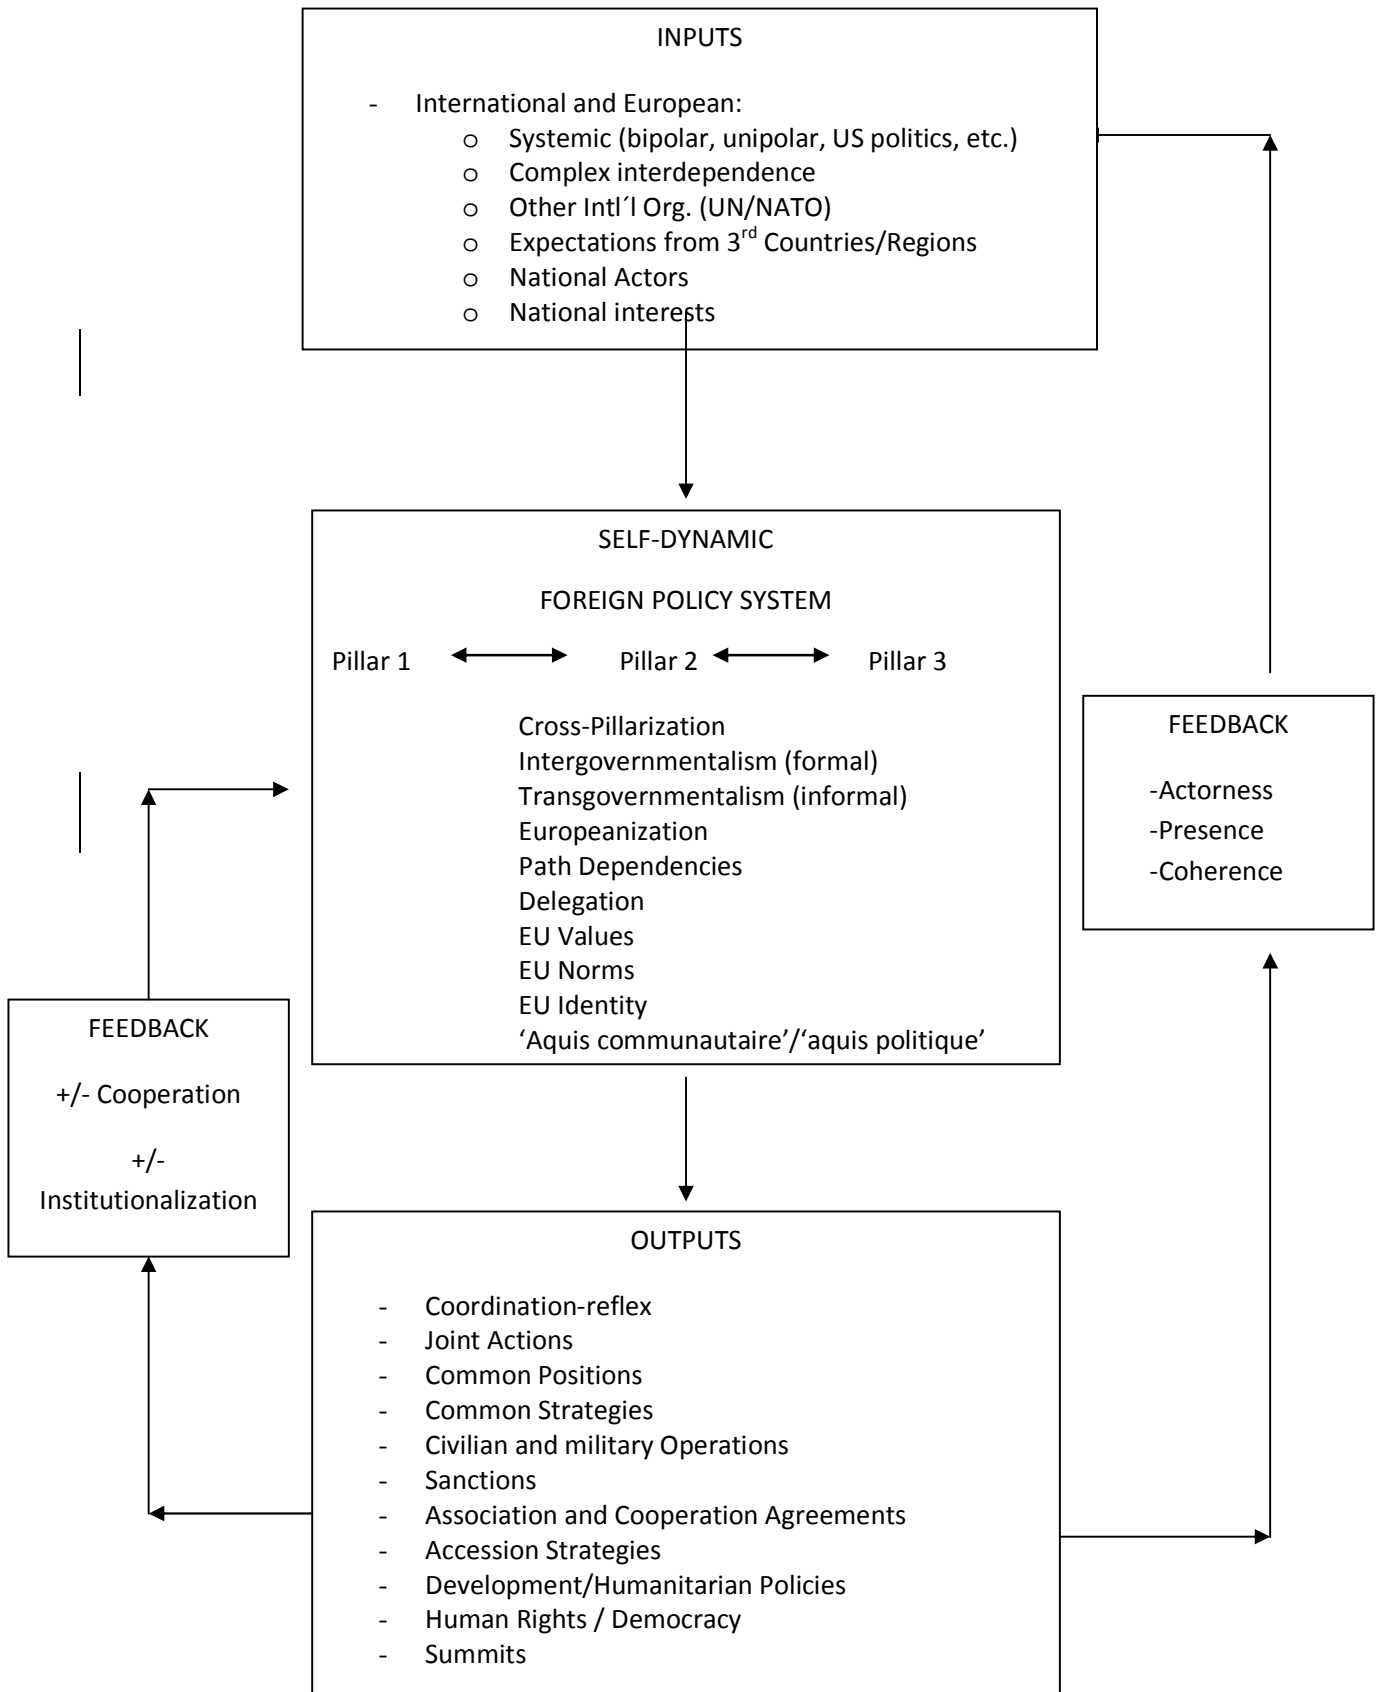 INPUTS
- International and European:
o Systemic (bipolar, unipolar, US politics, etc.)
o Complex interdependence
o Other Intl´l Org. (UN/NATO)
o Expectations from 3rd Countries/Regions
o National Actors
o National interests
SELF-DYNAMIC
FOREIGN POLICY SYSTEM
Pillar 1 Pillar 2 Pillar 3
Cross-Pillarization
Intergovernmentalism (formal)
Transgovernmentalism (informal)
Europeanization
Path Dependencies
Delegation
EU Values
EU Norms
EU Identity
‘Aquis communautaire’/‘aquis politique’
FEEDBACK
-Actorness
-Presence
-Coherence
FEEDBACK
+/- Cooperation
+/-
Institutionalization
OUTPUTS
- Coordination-reflex
- Joint Actions
- Common Positions
- Common Strategies
- Civilian and military Operations
- Sanctions
- Association and Cooperation Agreements
- Accession Strategies
- Development/Humanitarian Policies
- Human Rights / Democracy
- Summits